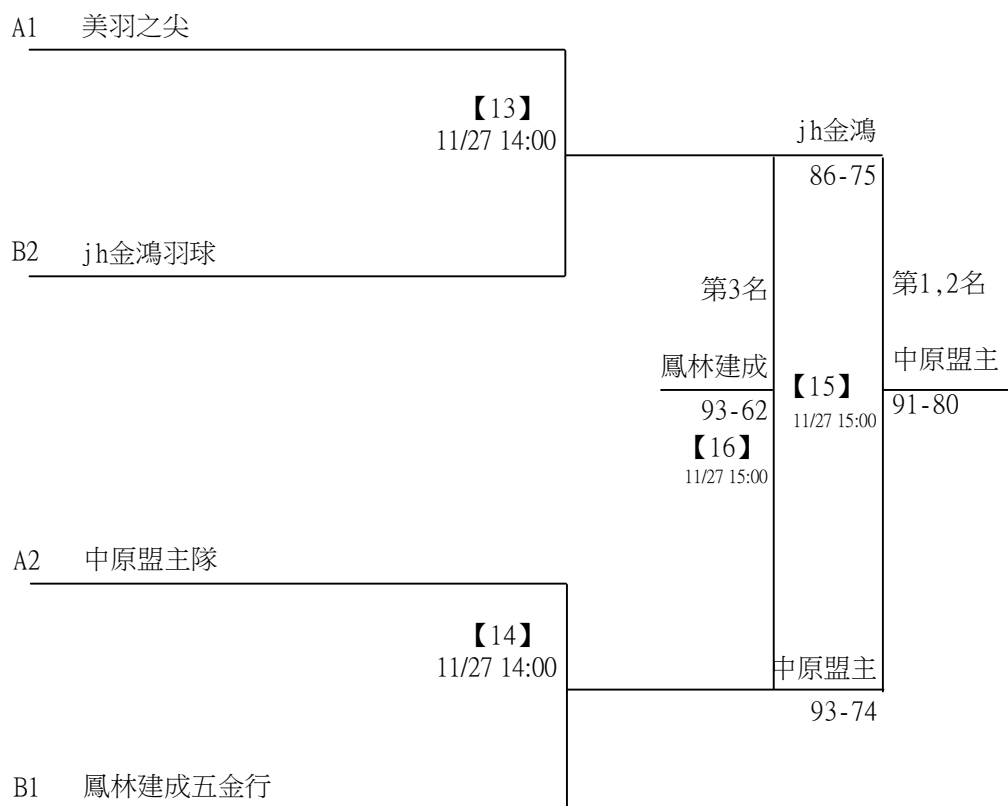 A1 美羽之尖
【13】
11/27 14:00
jh金鴻
86-75
B2 jh金鴻羽球
第3名
第1,2名
鳳林建成
93-62
【16】
11/27 15:00
【15】
11/27 15:00
中原盟主
91-80
A2 中原盟主隊
【14】
11/27 14:00
中原盟主
93-74
B1 鳳林建成五金行